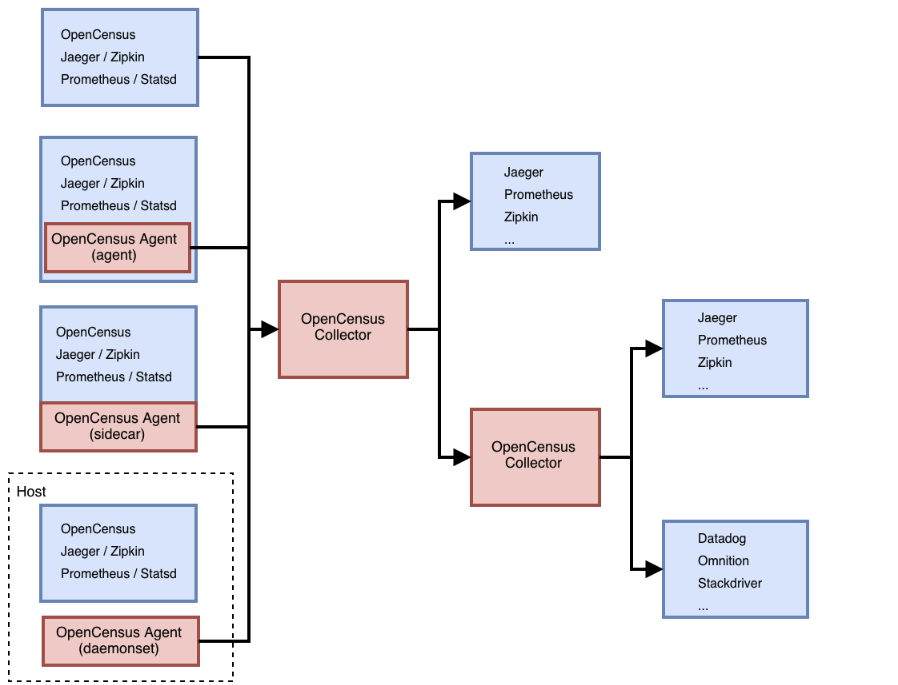 OpenCensus
Jaeger / Zipkin
Prometheus / Statsd
OpenCensus
Jaeger / Zipkin
Prometheus / Statsd
OpenCensus Agent
(agent)
OpenCensus
Jaeger / Zipkin
Prometheus / Statsd
OpenCensus Agent
(sidecar)
Host
OpenCensus
Jaeger / Zipkin
Prometheus / Statsd
OpenCensus Agent
(daemonset)
OpenCensus
Collector
Jaeger
Prometheus
Zipkin
...
OpenCensus
Collector
Jaeger
Prometheus
Zipkin
...
Datadog
Omnition
Stackdriver
...